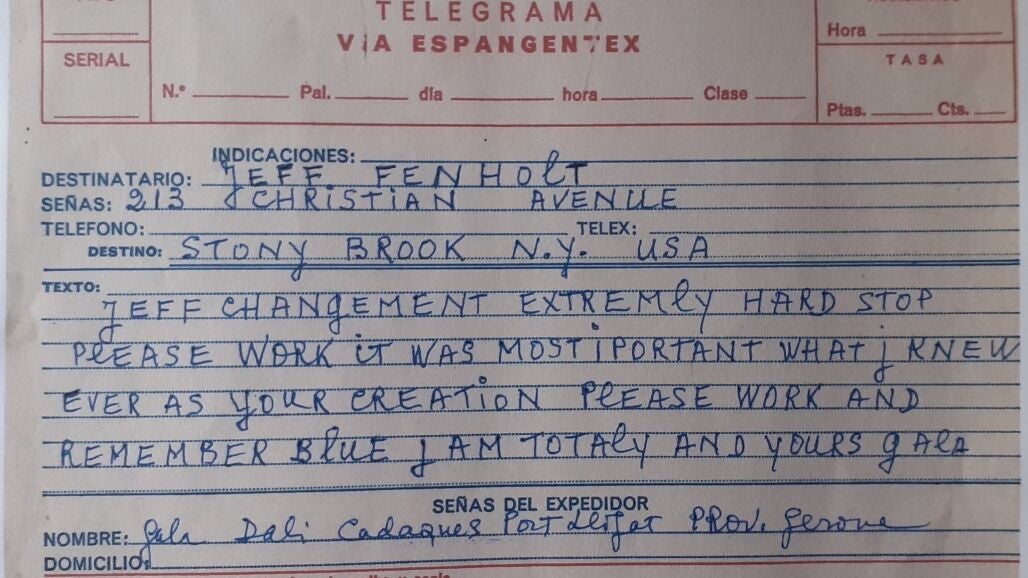 TELEGRAMA
VIA ESPANGENTEX
Hora
SERIAL
TASA
N.º Pal. día hora Clase
Ptas. Cts.
INDICACIONES:
DESTINATARIO: JEFF FENHOLT
SEÑAS: 213 CHRISTIAN AVENUE
TELEFONO: TELEX:
DESTINO: STONY BROOK N.Y. USA
TEXTO:
JEFF CHANGEMENT EXTREMLY HARD STOP
PLEASE WORK IT WAS MOST IPORTANT WHAT J KNEW
EVER AS YOUR CREATION PLEASE WORK AND
REMEMBER BLUE J AM TOTALY AND YOURS GALA
SEÑAS DEL EXPEDIDOR
NOMBRE: Gala Dali Cadaques Port Lligat PROV. Gerona
DOMICILIO: